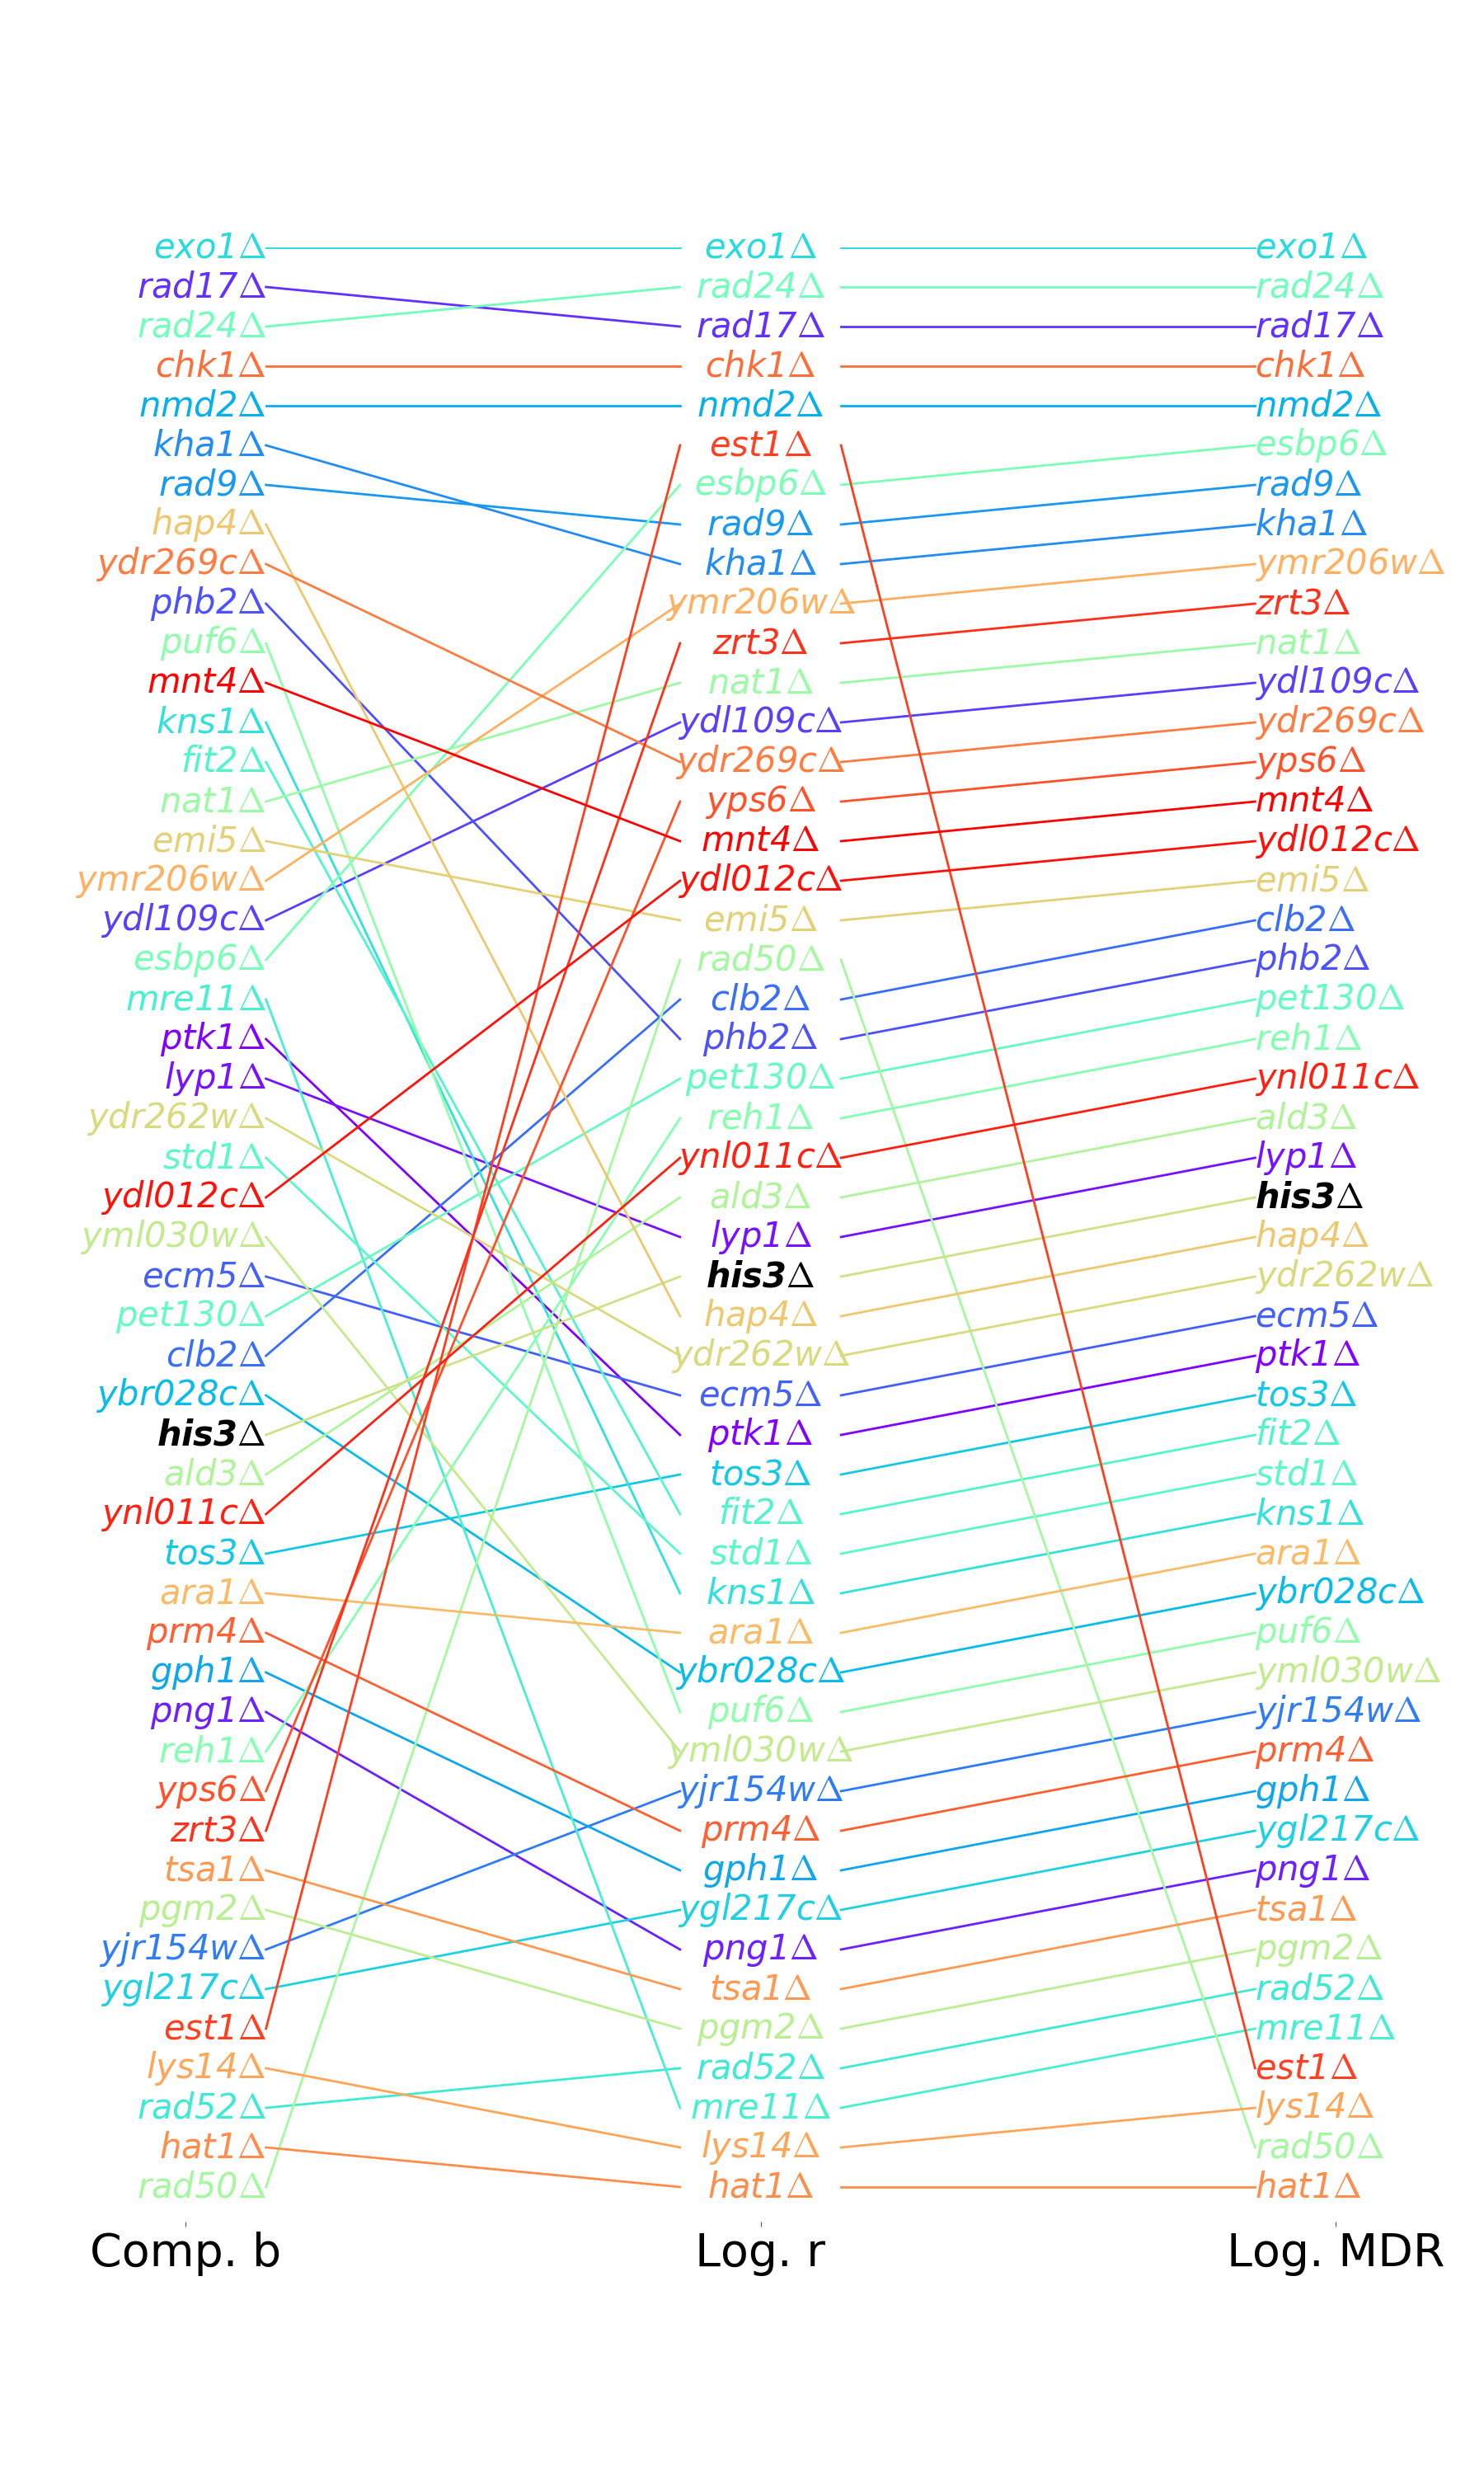 exo1Δ exo1Δ exo1Δ
rad17Δ rad24Δ rad24Δ
rad24Δ rad17Δ rad17Δ
chk1Δ chk1Δ chk1Δ
nmd2Δ nmd2Δ nmd2Δ
kha1Δ est1Δ esbp6Δ
rad9Δ esbp6Δ rad9Δ
hap4Δ rad9Δ kha1Δ
ydr269cΔ kha1Δ ymr206wΔ
phb2Δ ymr206wΔ zrt3Δ
puf6Δ zrt3Δ nat1Δ
mnt4Δ nat1Δ ydl109cΔ
kns1Δ ydl109cΔ ydr269cΔ
fit2Δ ydr269cΔ yps6Δ
nat1Δ yps6Δ mnt4Δ
emi5Δ mnt4Δ ydl012cΔ
ymr206wΔ ydl012cΔ emi5Δ
ydl109cΔ emi5Δ clb2Δ
esbp6Δ rad50Δ phb2Δ
mre11Δ clb2Δ pet130Δ
ptk1Δ phb2Δ reh1Δ
lyp1Δ pet130Δ ynl011cΔ
ydr262wΔ reh1Δ ald3Δ
std1Δ ynl011cΔ lyp1Δ
ydl012cΔ ald3Δ his3Δ
yml030wΔ lyp1Δ hap4Δ
ecm5Δ his3Δ ydr262wΔ
pet130Δ hap4Δ ecm5Δ
clb2Δ ydr262wΔ ptk1Δ
ybr028cΔ ecm5Δ tos3Δ
his3Δ ptk1Δ fit2Δ
ald3Δ tos3Δ std1Δ
ynl011cΔ fit2Δ kns1Δ
tos3Δ std1Δ ara1Δ
ara1Δ kns1Δ ybr028cΔ
prm4Δ ara1Δ puf6Δ
gph1Δ ybr028cΔ yml030wΔ
png1Δ puf6Δ yjr154wΔ
reh1Δ yml030wΔ prm4Δ
yps6Δ yjr154wΔ gph1Δ
zrt3Δ prm4Δ ygl217cΔ
tsa1Δ gph1Δ png1Δ
pgm2Δ ygl217cΔ tsa1Δ
yjr154wΔ png1Δ pgm2Δ
ygl217cΔ tsa1Δ rad52Δ
est1Δ pgm2Δ mre11Δ
lys14Δ rad52Δ est1Δ
rad52Δ mre11Δ lys14Δ
hat1Δ lys14Δ rad50Δ
rad50Δ hat1Δ hat1Δ
Comp. b Log. r Log. MDR